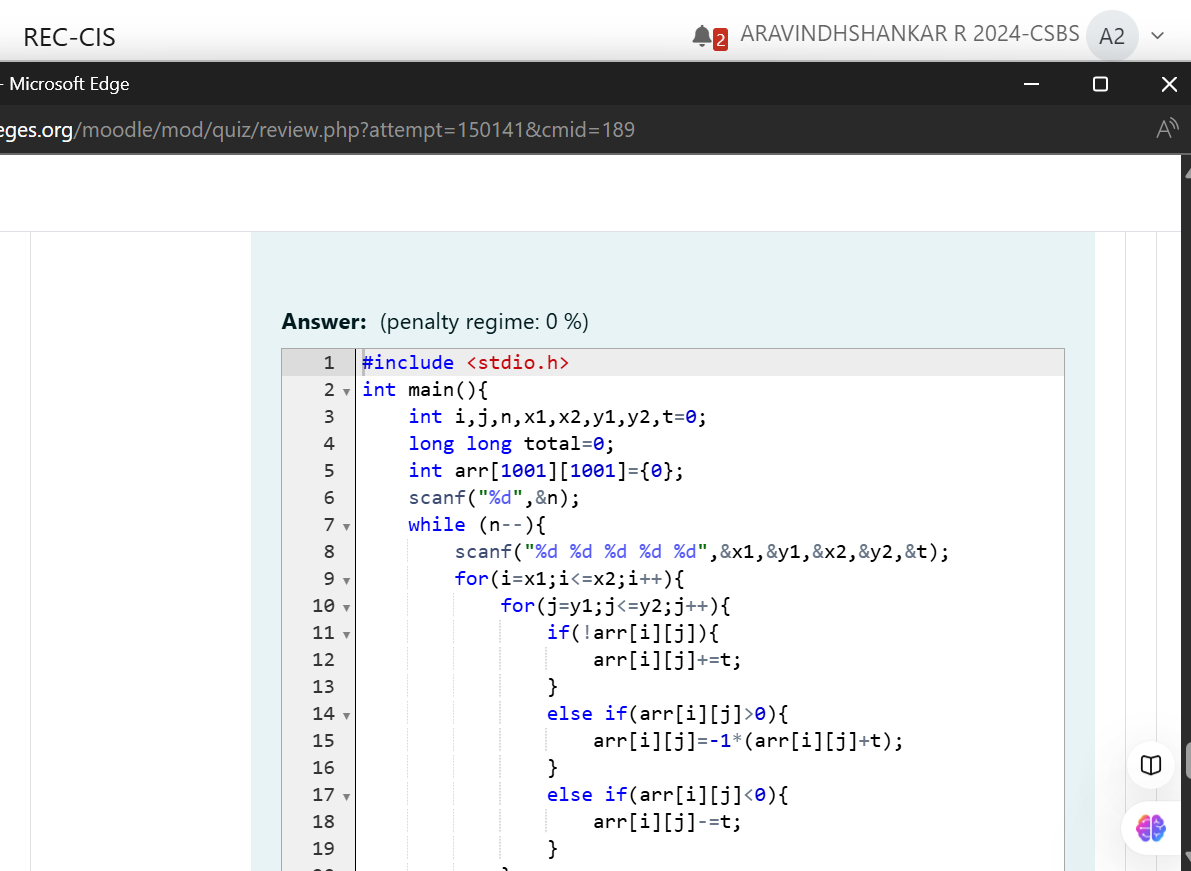 REC-CIS
2 ARAVINDHSHANKAR R 2024-CSBS A2
- Microsoft Edge
eges.org/moodle/mod/quiz/review.php?attempt=150141&cmid=189
Answer: (penalty regime: 0 %)
1 #include <stdio.h>
2 int main(){
3     int i,j,n,x1,x2,y1,y2,t=0;
4     long long total=0;
5     int arr[1001][1001]={0};
6     scanf("%d",&n);
7     while (n--){
8         scanf("%d %d %d %d %d",&x1,&y1,&x2,&y2,&t);
9         for(i=x1;i<=x2;i++){
10             for(j=y1;j<=y2;j++){
11                 if(!arr[i][j]){
12                     arr[i][j]+=t;
13                 }
14                 else if(arr[i][j]>0){
15                     arr[i][j]=-1*(arr[i][j]+t);
16                 }
17                 else if(arr[i][j]<0){
18                     arr[i][j]-=t;
19                 }